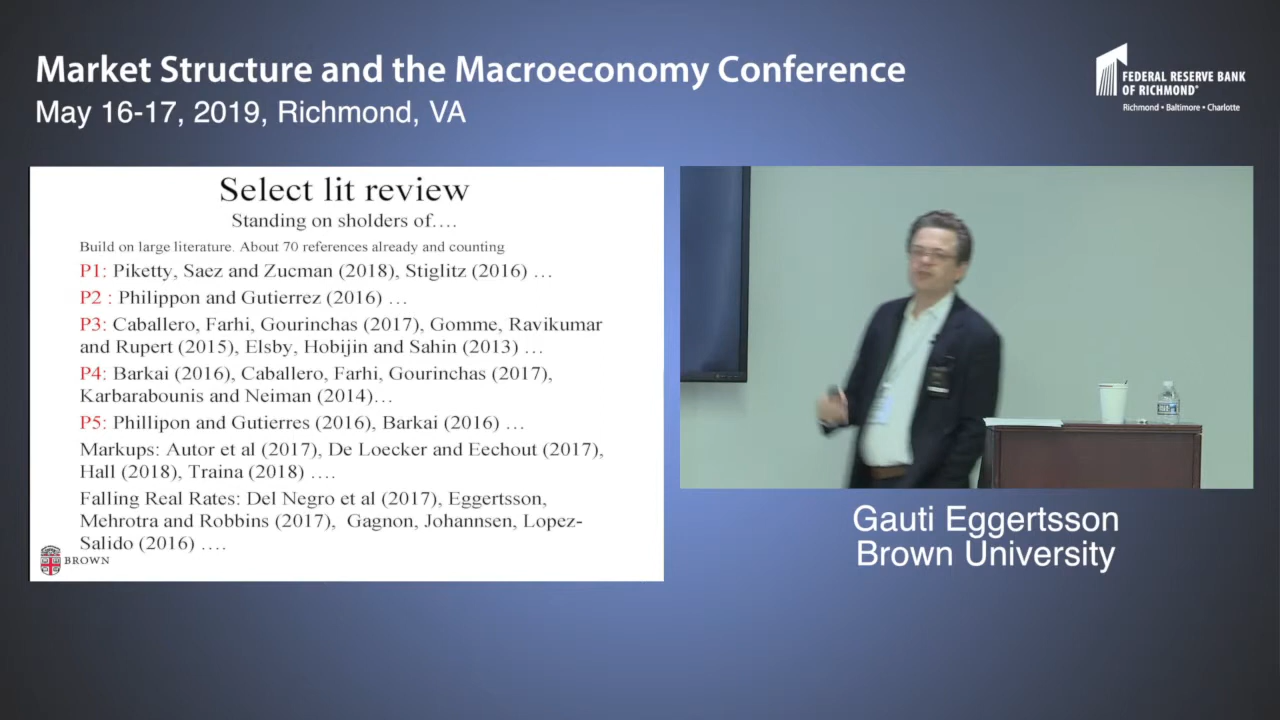 Market Structure and the Macroeconomy Conference
May 16-17, 2019, Richmond, VA
FEDERAL RESERVE BANK
OF RICHMOND®
Richmond • Baltimore • Charlotte
Select lit review
Standing on sholders of….
Build on large literature. About 70 references already and counting
P1: Piketty, Saez and Zucman (2018), Stiglitz (2016) …
P2 : Philippon and Gutierrez (2016) …
P3: Caballero, Farhi, Gourinchas (2017), Gomme, Ravikumar
and Rupert (2015), Elsby, Hobijin and Sahin (2013) …
P4: Barkai (2016), Caballero, Farhi, Gourinchas (2017),
Karbarabounis and Neiman (2014)…
P5: Phillipon and Gutierres (2016), Barkai (2016) …
Markups: Autor et al (2017), De Loecker and Eechout (2017),
Hall (2018), Traina (2018) ….
Falling Real Rates: Del Negro et al (2017), Eggertsson,
Mehrotra and Robbins (2017), Gagnon, Johannsen, Lopez-
Salido (2016) ….
BROWN
Gauti Eggertsson
Brown University